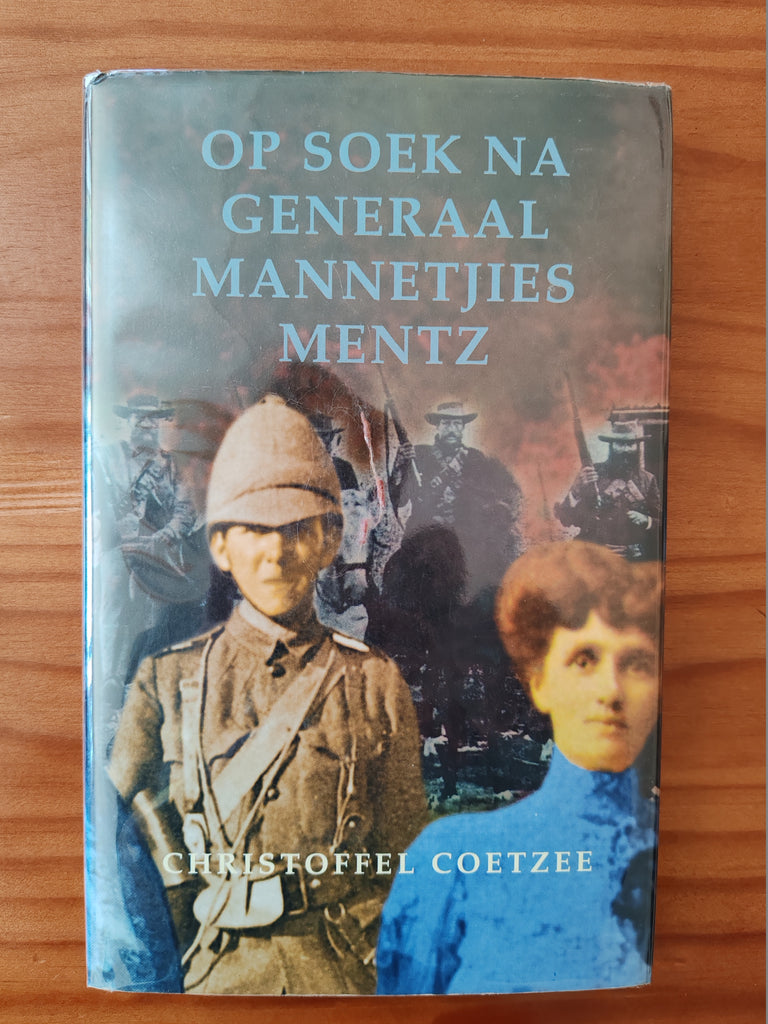 OP SOEK NA
GENERAAL
MANNETJIES
MENTZ
CHRISTOFFEL COETZEE